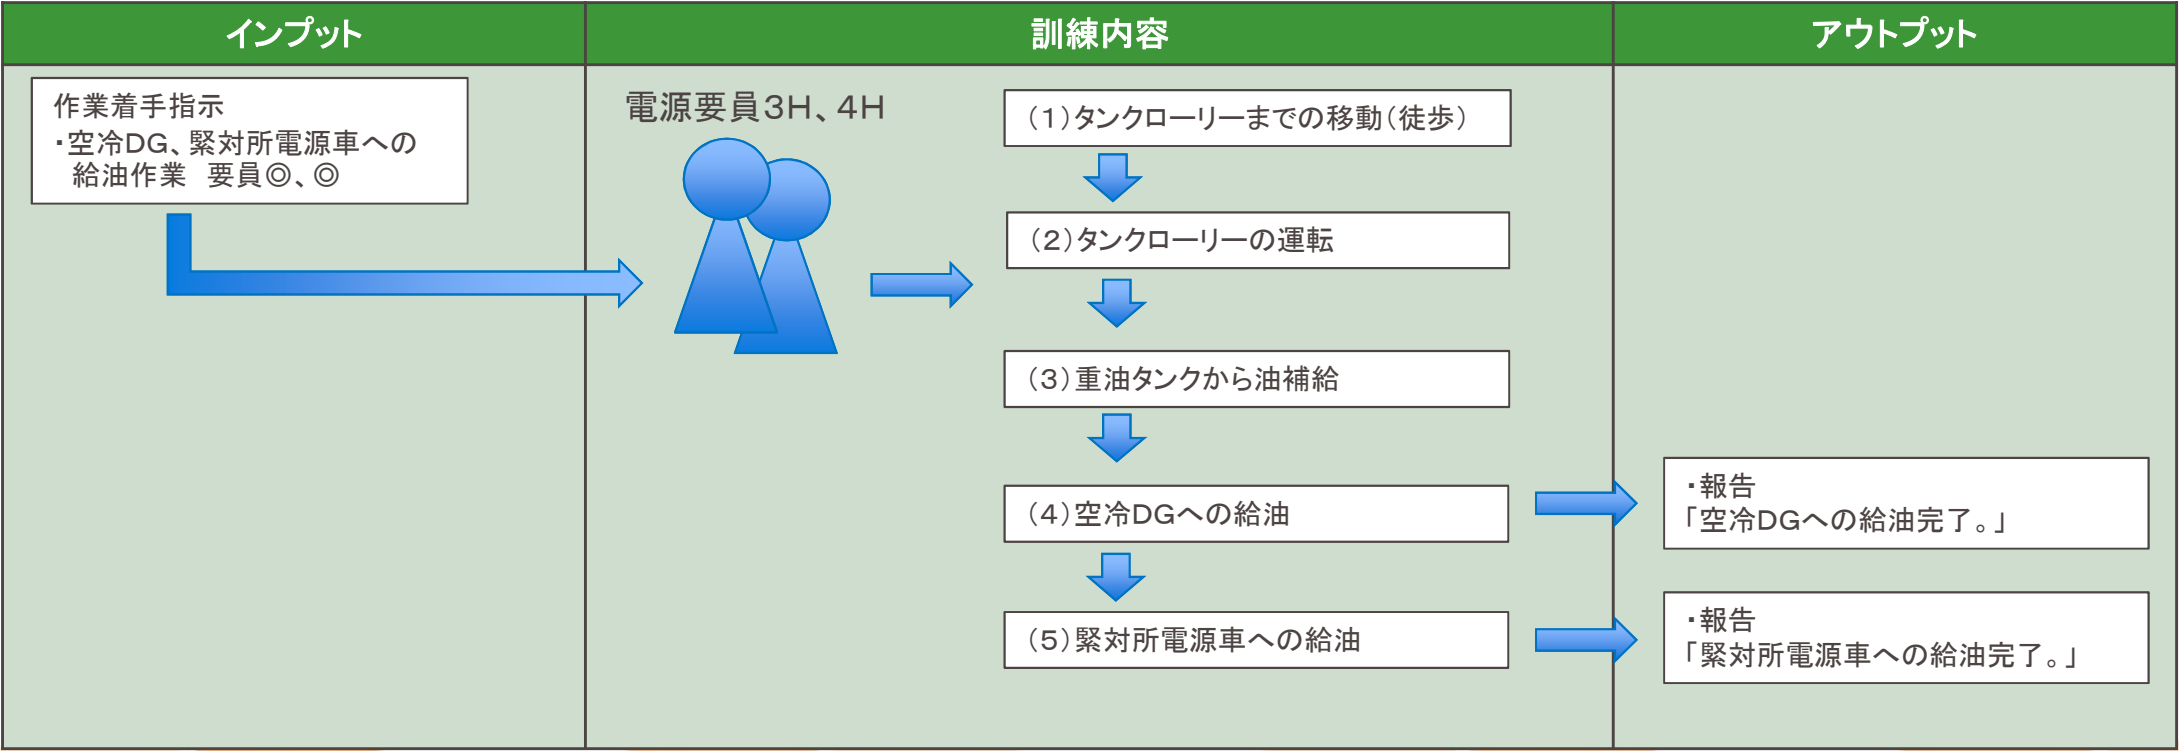 インプット
訓練内容
アウトプット
作業着手指示
・空冷DG、緊対所電源車への
給油作業　要員◎、◎
電源要員3H、4H
（1）タンクローリーまでの移動（徒歩）
（2）タンクローリーの運転
（3）重油タンクから油補給
（4）空冷DGへの給油
（5）緊対所電源車への給油
・報告
「空冷DGへの給油完了。」
・報告
「緊対所電源車への給油完了。」